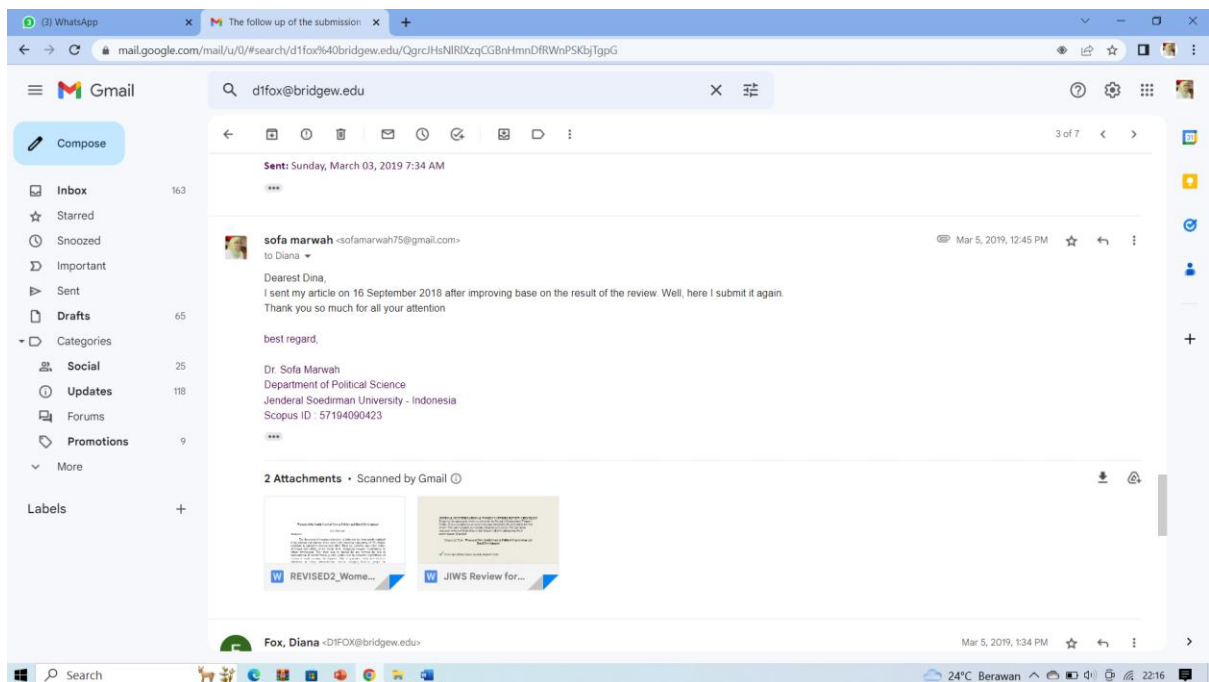 (3) WhatsApp
The follow up of the submission
mail.google.com/mail/u/0/#search/d1fox%40bridgew.edu/QgrcJHsNlRlXzqCGBnHmnDfRWnPSKbjTgpG
Gmail
d1fox@bridgew.edu
Compose
3 of 7
Inbox 163
Starred
Snoozed
Important
Sent
Drafts 65
Categories
Social 25
Updates 118
Forums
Promotions 9
More
Labels
Sent: Sunday, March 03, 2019 7:34 AM
sofa marwah <sofamarwah75@gmail.com>
Mar 5, 2019, 12:45 PM
to Diana
Dearest Dina,
I sent my article on 16 September 2018 after improving base on the result of the review. Well, here I submit it again.
Thank you so much for all your attention
best regard,
Dr. Sofa Marwah
Department of Political Science
Jenderal Soedirman University - Indonesia
Scopus ID : 57194090423
2 Attachments • Scanned by Gmail
REVISED2_Wome...
JIWS Review for...
Fox, Diana <D1FOX@bridgew.edu>
Mar 5, 2019, 1:34 PM
Search
24°C Berawan
22:16